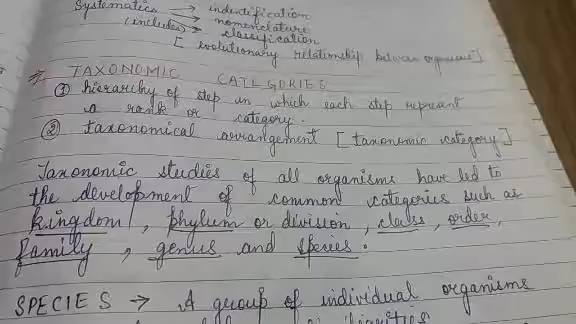 Systematics → indentification
→ nomenclature
(includes) → classification
[ evolutionary relationship between organisms ]
⇒ TAXONOMIC CATEGORIES
① hierarchy of step in which each step represent
a rank or category.
② taxonomical arrangement [ taxonomic category ]
Taxonomic studies of all organisms have led to
the development of common categories such as
kingdom, phylum or division, class, order,
family, genus and species.
SPECIES → A group of individual organisms